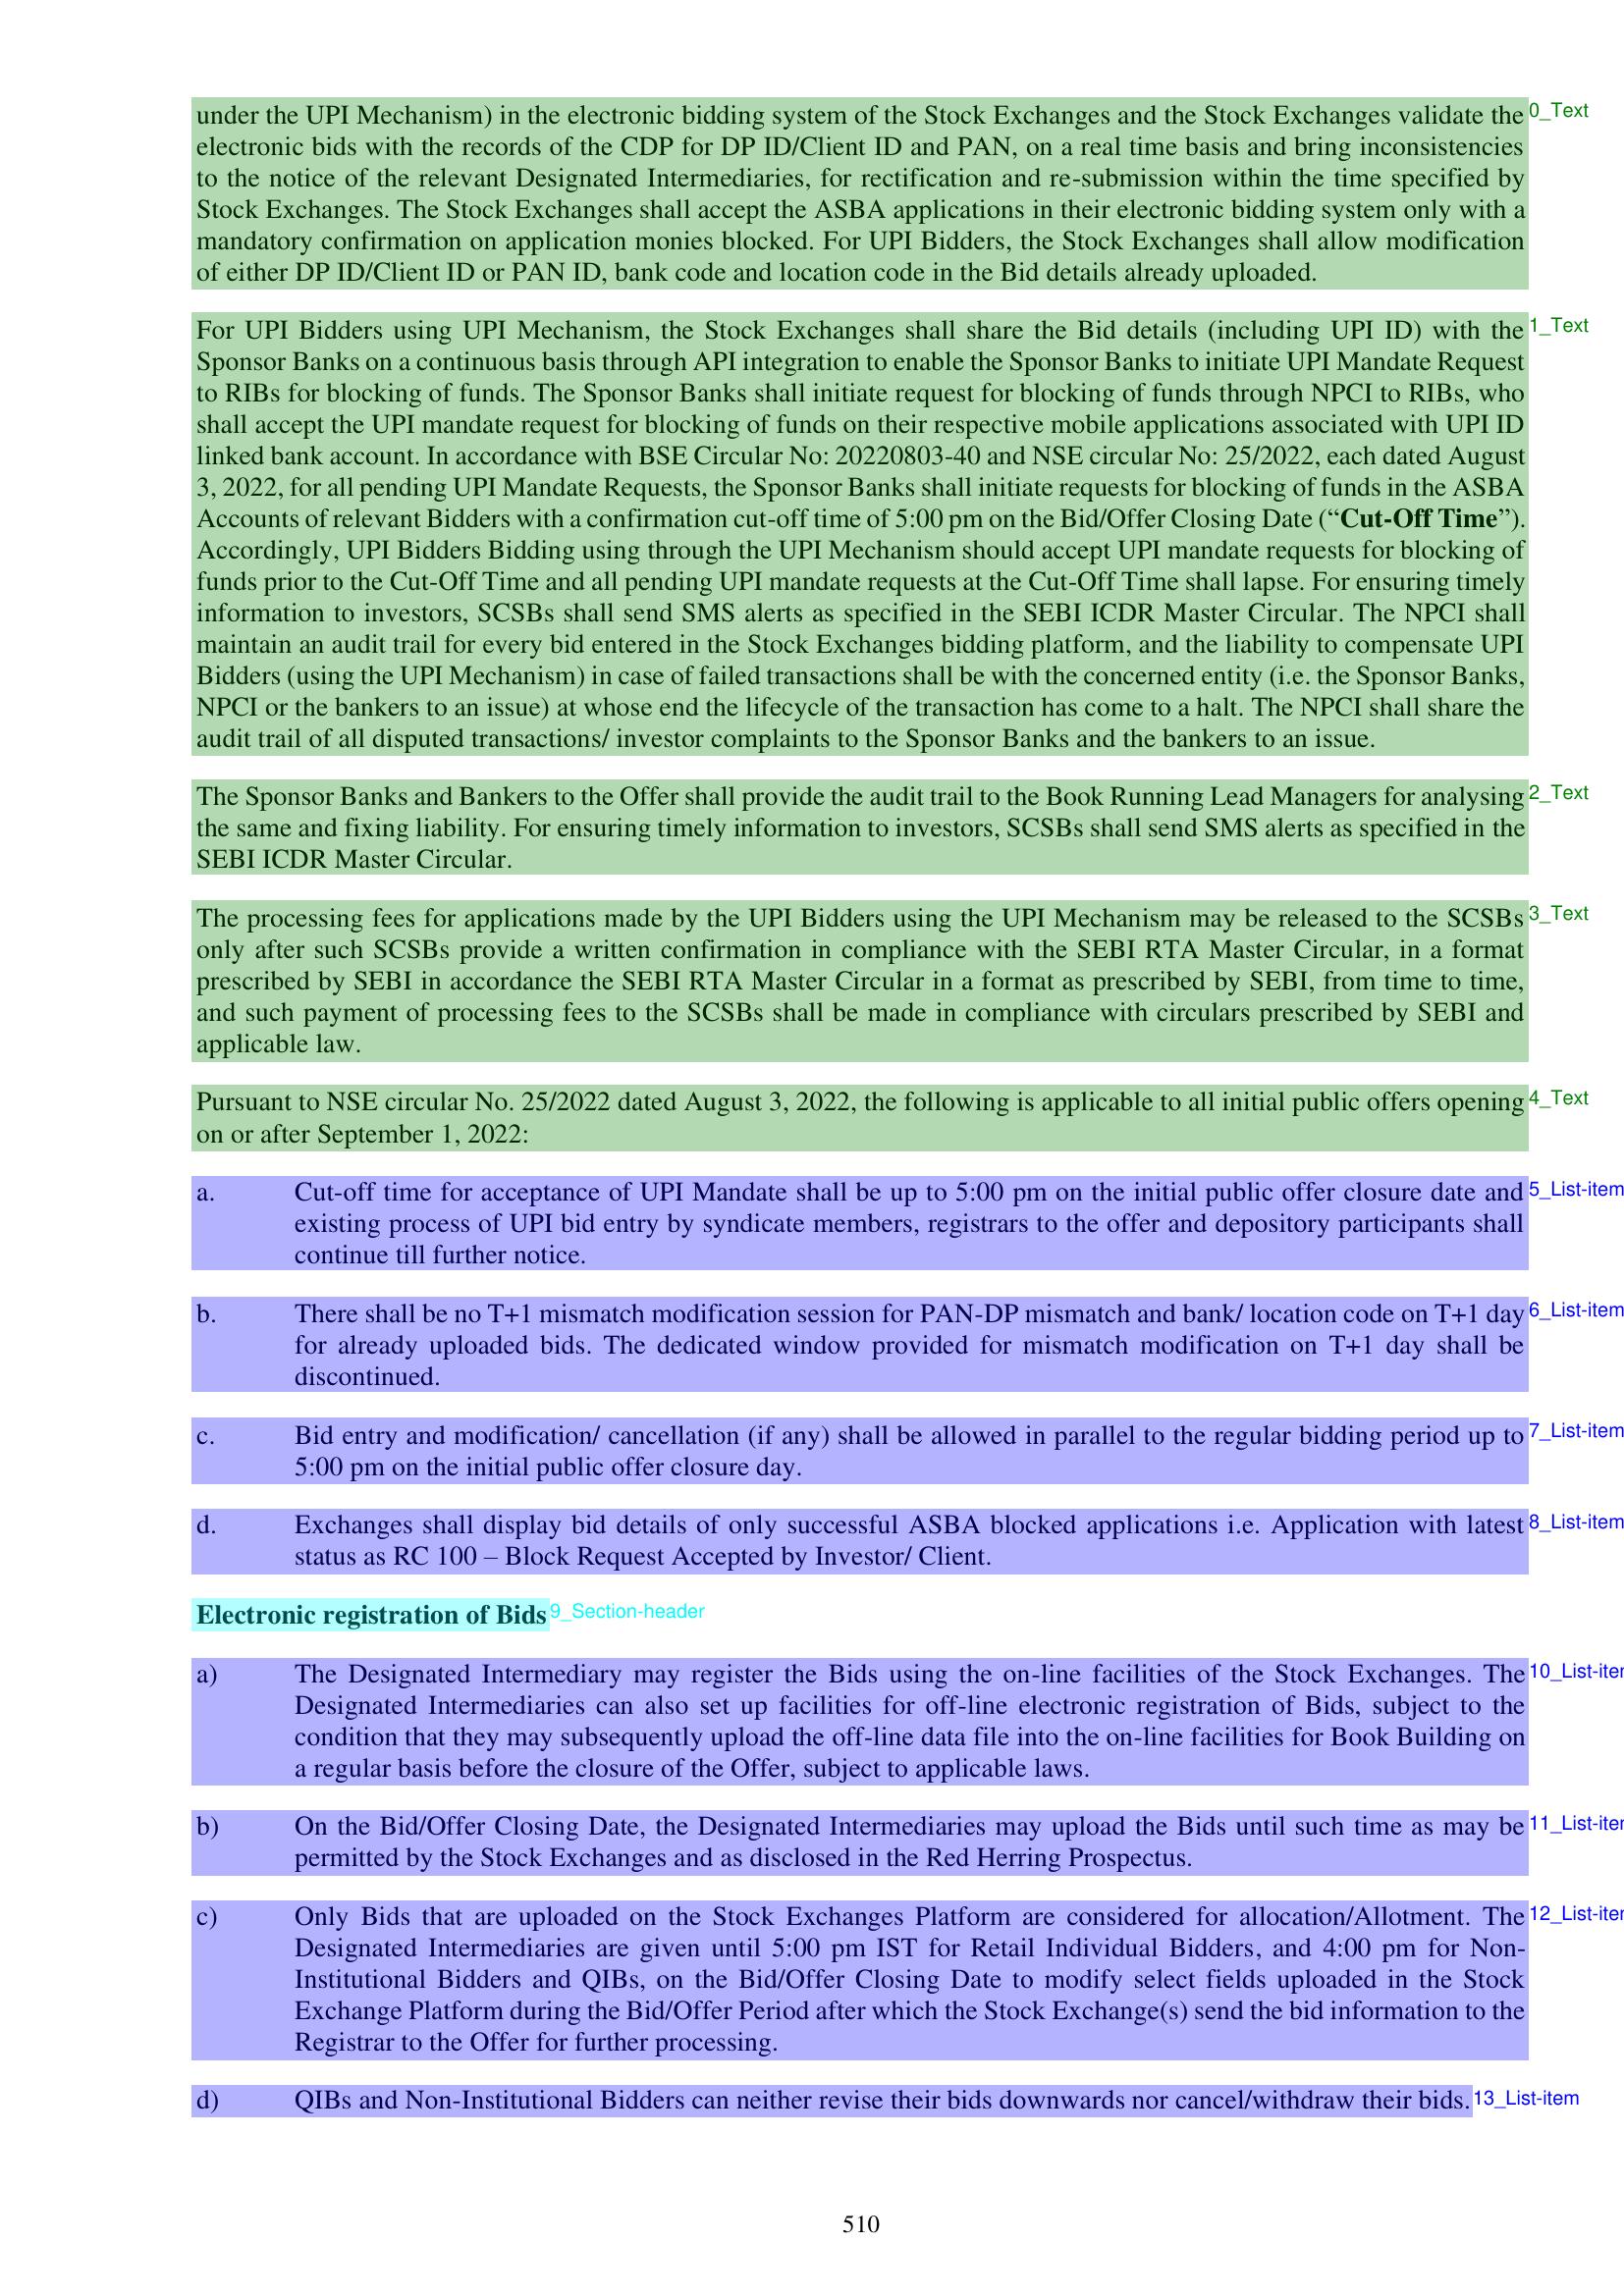 under the UPI Mechanism) in the electronic bidding system of the Stock Exchanges and the Stock Exchanges validate the 0_Text
electronic bids with the records of the CDP for DP ID/Client ID and PAN, on a real time basis and bring inconsistencies
to the notice of the relevant Designated Intermediaries, for rectification and re-submission within the time specified by
Stock Exchanges. The Stock Exchanges shall accept the ASBA applications in their electronic bidding system only with a
mandatory confirmation on application monies blocked. For UPI Bidders, the Stock Exchanges shall allow modification
of either DP ID/Client ID or PAN ID, bank code and location code in the Bid details already uploaded.
For UPI Bidders using UPI Mechanism, the Stock Exchanges shall share the Bid details (including UPI ID) with the 1_Text
Sponsor Banks on a continuous basis through API integration to enable the Sponsor Banks to initiate UPI Mandate Request
to RIBs for blocking of funds. The Sponsor Banks shall initiate request for blocking of funds through NPCI to RIBs, who
shall accept the UPI mandate request for blocking of funds on their respective mobile applications associated with UPI ID
linked bank account. In accordance with BSE Circular No: 20220803-40 and NSE circular No: 25/2022, each dated August
3, 2022, for all pending UPI Mandate Requests, the Sponsor Banks shall initiate requests for blocking of funds in the ASBA
Accounts of relevant Bidders with a confirmation cut-off time of 5:00 pm on the Bid/Offer Closing Date (“Cut-Off Time”).
Accordingly, UPI Bidders Bidding using through the UPI Mechanism should accept UPI mandate requests for blocking of
funds prior to the Cut-Off Time and all pending UPI mandate requests at the Cut-Off Time shall lapse. For ensuring timely
information to investors, SCSBs shall send SMS alerts as specified in the SEBI ICDR Master Circular. The NPCI shall
maintain an audit trail for every bid entered in the Stock Exchanges bidding platform, and the liability to compensate UPI
Bidders (using the UPI Mechanism) in case of failed transactions shall be with the concerned entity (i.e. the Sponsor Banks,
NPCI or the bankers to an issue) at whose end the lifecycle of the transaction has come to a halt. The NPCI shall share the
audit trail of all disputed transactions/ investor complaints to the Sponsor Banks and the bankers to an issue.
The Sponsor Banks and Bankers to the Offer shall provide the audit trail to the Book Running Lead Managers for analysing 2_Text
the same and fixing liability. For ensuring timely information to investors, SCSBs shall send SMS alerts as specified in the
SEBI ICDR Master Circular.
The processing fees for applications made by the UPI Bidders using the UPI Mechanism may be released to the SCSBs 3_Text
only after such SCSBs provide a written confirmation in compliance with the SEBI RTA Master Circular, in a format
prescribed by SEBI in accordance the SEBI RTA Master Circular in a format as prescribed by SEBI, from time to time,
and such payment of processing fees to the SCSBs shall be made in compliance with circulars prescribed by SEBI and
applicable law.
Pursuant to NSE circular No. 25/2022 dated August 3, 2022, the following is applicable to all initial public offers opening 4_Text
on or after September 1, 2022:
a. Cut-off time for acceptance of UPI Mandate shall be up to 5:00 pm on the initial public offer closure date and 5_List-item
existing process of UPI bid entry by syndicate members, registrars to the offer and depository participants shall
continue till further notice.
b. There shall be no T+1 mismatch modification session for PAN-DP mismatch and bank/ location code on T+1 day 6_List-item
for already uploaded bids. The dedicated window provided for mismatch modification on T+1 day shall be
discontinued.
c. Bid entry and modification/ cancellation (if any) shall be allowed in parallel to the regular bidding period up to 7_List-item
5:00 pm on the initial public offer closure day.
d. Exchanges shall display bid details of only successful ASBA blocked applications i.e. Application with latest 8_List-item
status as RC 100 – Block Request Accepted by Investor/ Client.
Electronic registration of Bids 9_Section-header
a) The Designated Intermediary may register the Bids using the on-line facilities of the Stock Exchanges. The 10_List-iter
Designated Intermediaries can also set up facilities for off-line electronic registration of Bids, subject to the
condition that they may subsequently upload the off-line data file into the on-line facilities for Book Building on
a regular basis before the closure of the Offer, subject to applicable laws.
b) On the Bid/Offer Closing Date, the Designated Intermediaries may upload the Bids until such time as may be 11_List-iter
permitted by the Stock Exchanges and as disclosed in the Red Herring Prospectus.
c) Only Bids that are uploaded on the Stock Exchanges Platform are considered for allocation/Allotment. The 12_List-iter
Designated Intermediaries are given until 5:00 pm IST for Retail Individual Bidders, and 4:00 pm for Non-
Institutional Bidders and QIBs, on the Bid/Offer Closing Date to modify select fields uploaded in the Stock
Exchange Platform during the Bid/Offer Period after which the Stock Exchange(s) send the bid information to the
Registrar to the Offer for further processing.
d) QIBs and Non-Institutional Bidders can neither revise their bids downwards nor cancel/withdraw their bids. 13_List-item
510